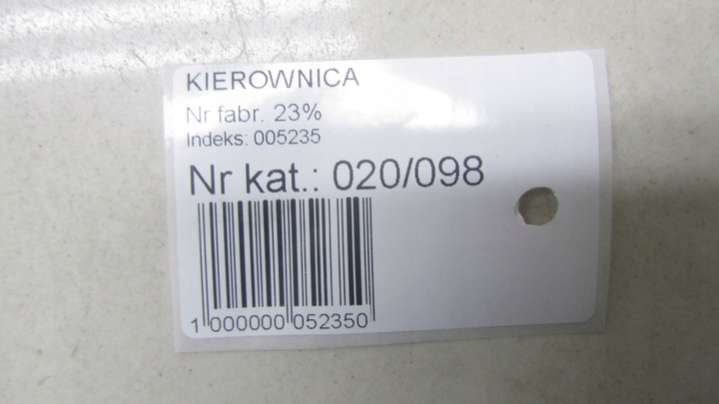 KIEROWNICA
Nr fabr. 23%
Indeks: 005235
Nr kat.: 020/098
1 000000 052350